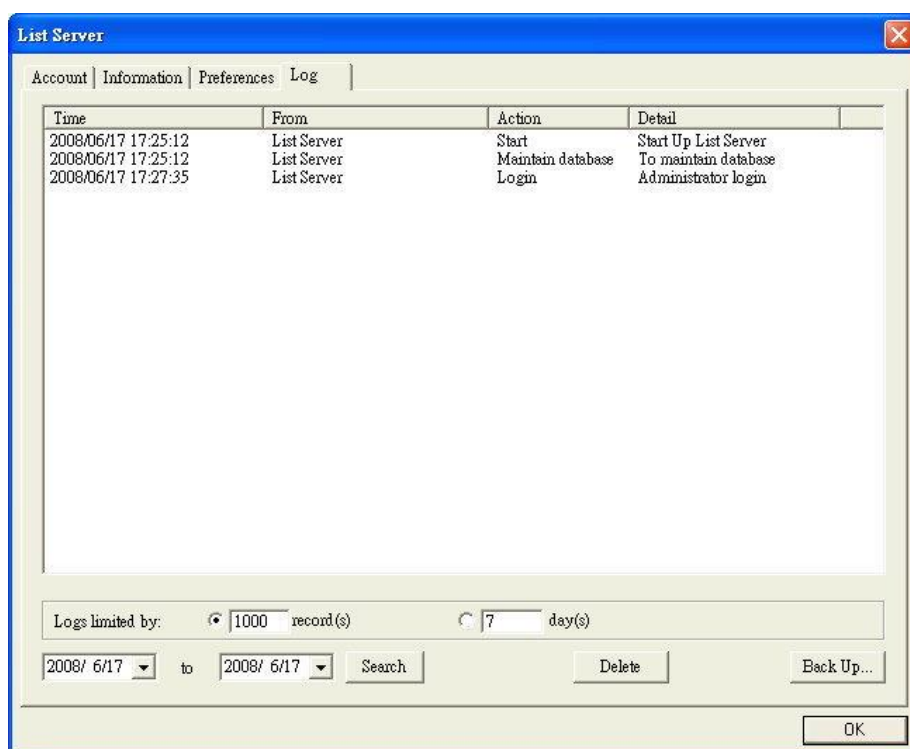 List Server
Account Information Preferences Log
Time From Action Detail
2008/06/17 17:25:12 List Server Start Start Up List Server
2008/06/17 17:25:12 List Server Maintain database To maintain database
2008/06/17 17:27:35 List Server Login Administrator login
Logs limited by: 1000 record(s) 7 day(s)
2008/ 6/17 to 2008/ 6/17 Search Delete Back Up...
OK